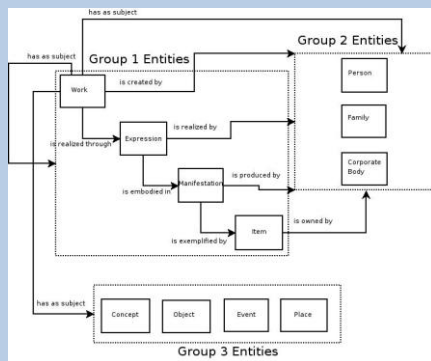 has as subject
Group 2 Entities
has as subject
Group 1 Entities
Work
is created by
Person
is realized through
Expression
is realized by
Family
is embodied in
Manifestation
is produced by
Corporate
Body
is exemplified by
Item
is owned by
has as subject
Concept
Object
Event
Place
Group 3 Entities